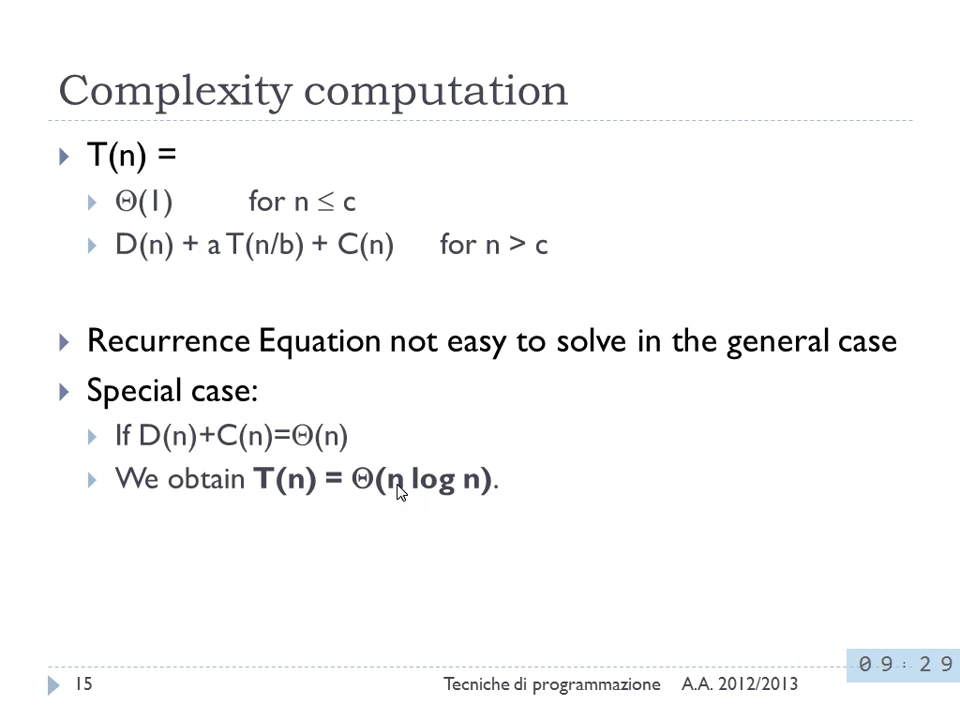 Complexity computation
T(n) =
Θ(1) for n ≤ c
D(n) + a T(n/b) + C(n) for n > c
Recurrence Equation not easy to solve in the general case
Special case:
If D(n)+C(n)=Θ(n)
We obtain T(n) = Θ(n log n).
15 Tecniche di programmazione A.A. 2012/2013
09:29